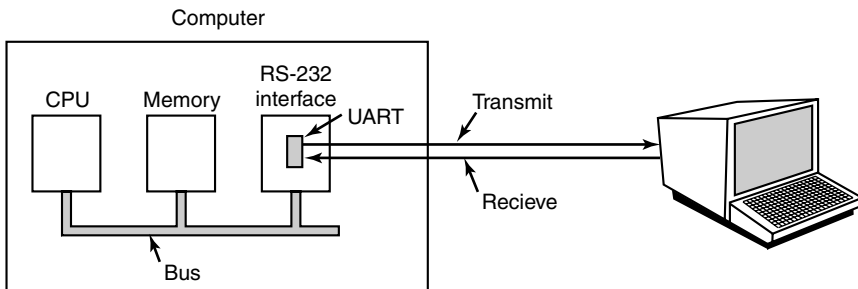 Computer
CPU
Memory
RS-232
interface
UART
Transmit
Recieve
Bus